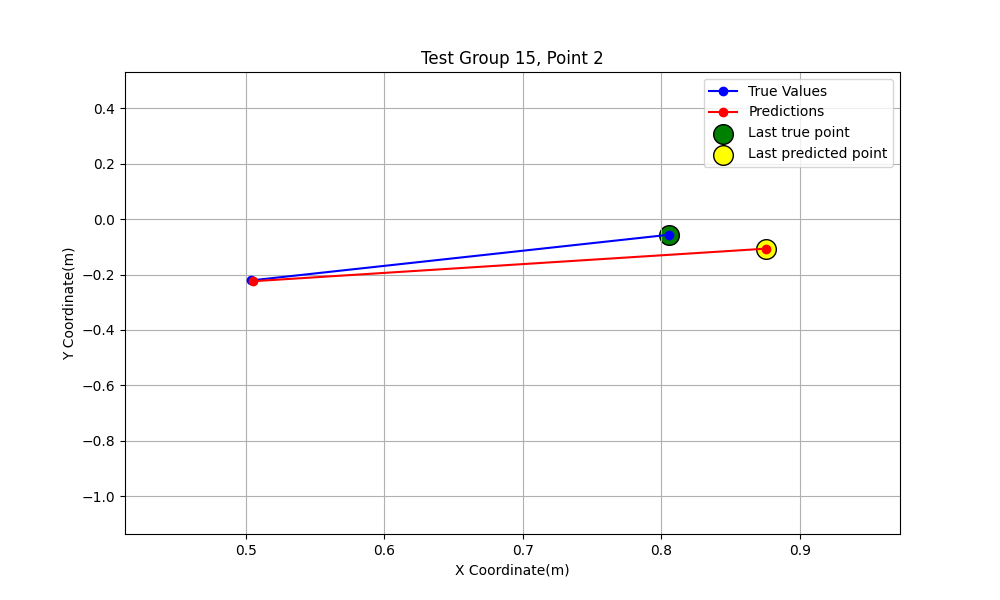 Test Group 15, Point 2
True Values
Predictions
Last true point
Last predicted point
Y Coordinate(m)
0.4
0.2
0.0
−0.2
−0.4
−0.6
−0.8
−1.0
0.5 0.6 0.7 0.8 0.9
X Coordinate(m)